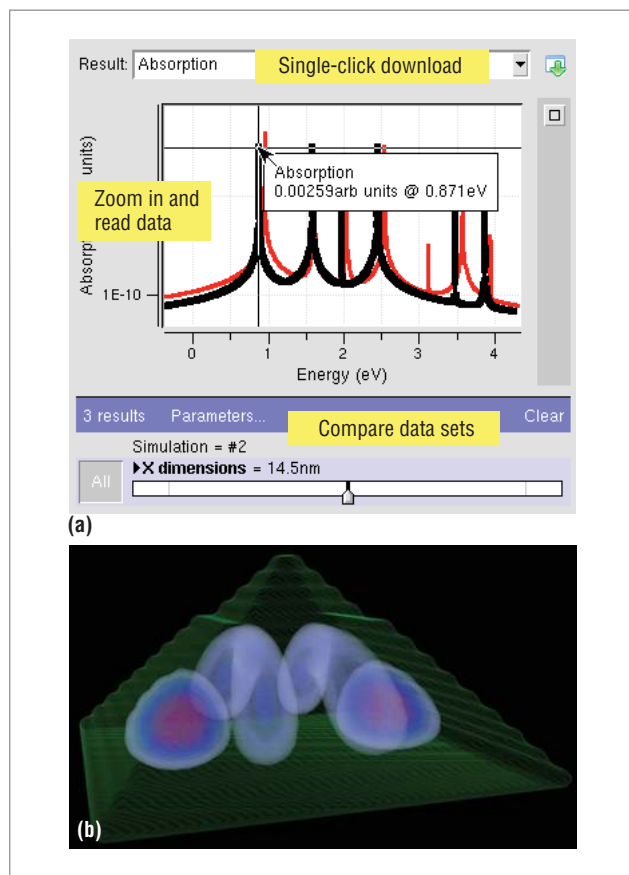 Result: Absorption
Single-click download
Absorption
0.00259arb units @ 0.871eV
Zoom in and
read data
Absorp
units)
1E-10
0 1 2 3 4
Energy (eV)
3 results Parameters... Clear
Compare data sets
Simulation = #2
All
X dimensions = 14.5nm
(a)
(b)